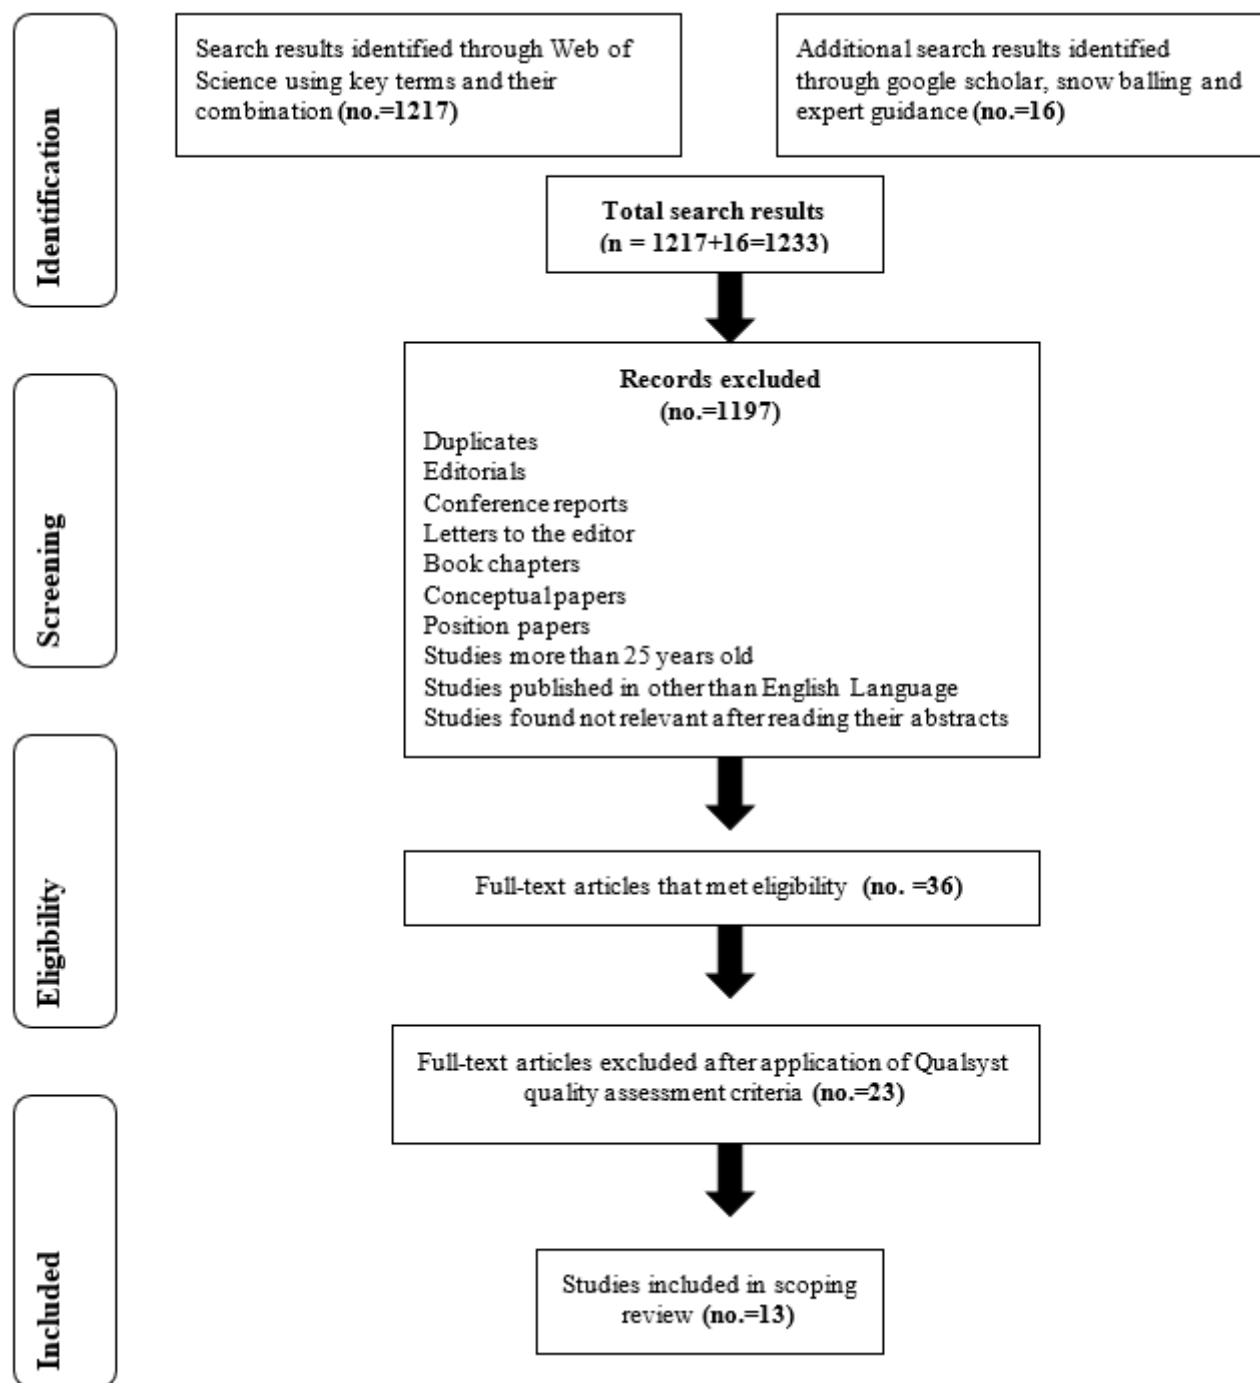 Identification
Search results identified through Web of
Science using key terms and their
combination (no.=1217)
Additional search results identified
through google scholar, snow balling and
expert guidance (no.=16)
Total search results
(n = 1217+16=1233)
Screening
Records excluded
(no.=1197)
Duplicates
Editorials
Conference reports
Letters to the editor
Book chapters
Conceptual papers
Position papers
Studies more than 25 years old
Studies published in other than English Language
Studies found not relevant after reading their abstracts
Eligibility
Full-text articles that met eligibility (no. =36)
Full-text articles excluded after application of Qualsyst
quality assessment criteria (no.=23)
Included
Studies included in scoping
review (no.=13)